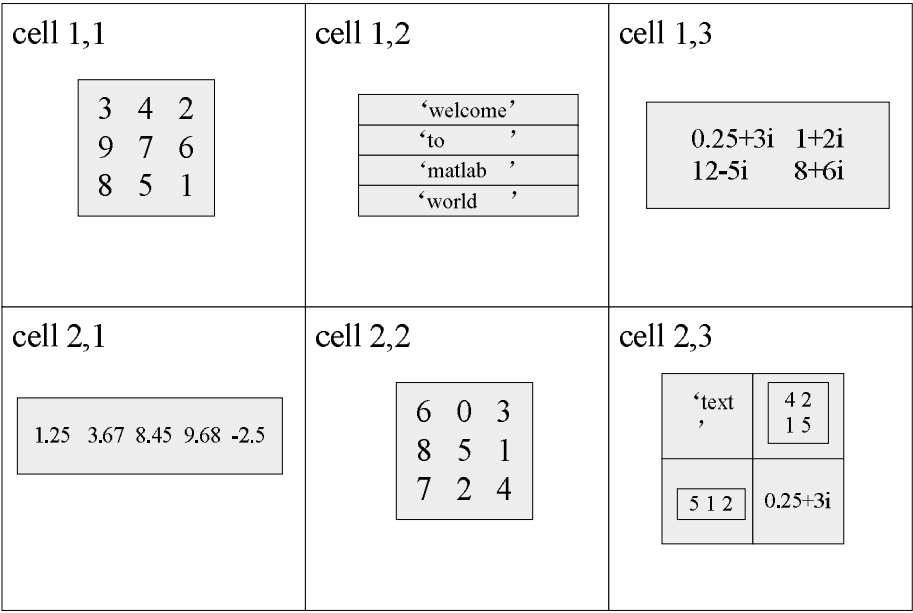 cell 1,1
3 4 2
9 7 6
8 5 1
cell 1,2
‘welcome’
‘to ’
‘matlab ’
‘world ’
cell 1,3
0.25+3i 1+2i
12-5i 8+6i
cell 2,1
1.25 3.67 8.45 9.68 -2.5
cell 2,2
6 0 3
8 5 1
7 2 4
cell 2,3
‘text
’
4 2
1 5
5 1 2
0.25+3i